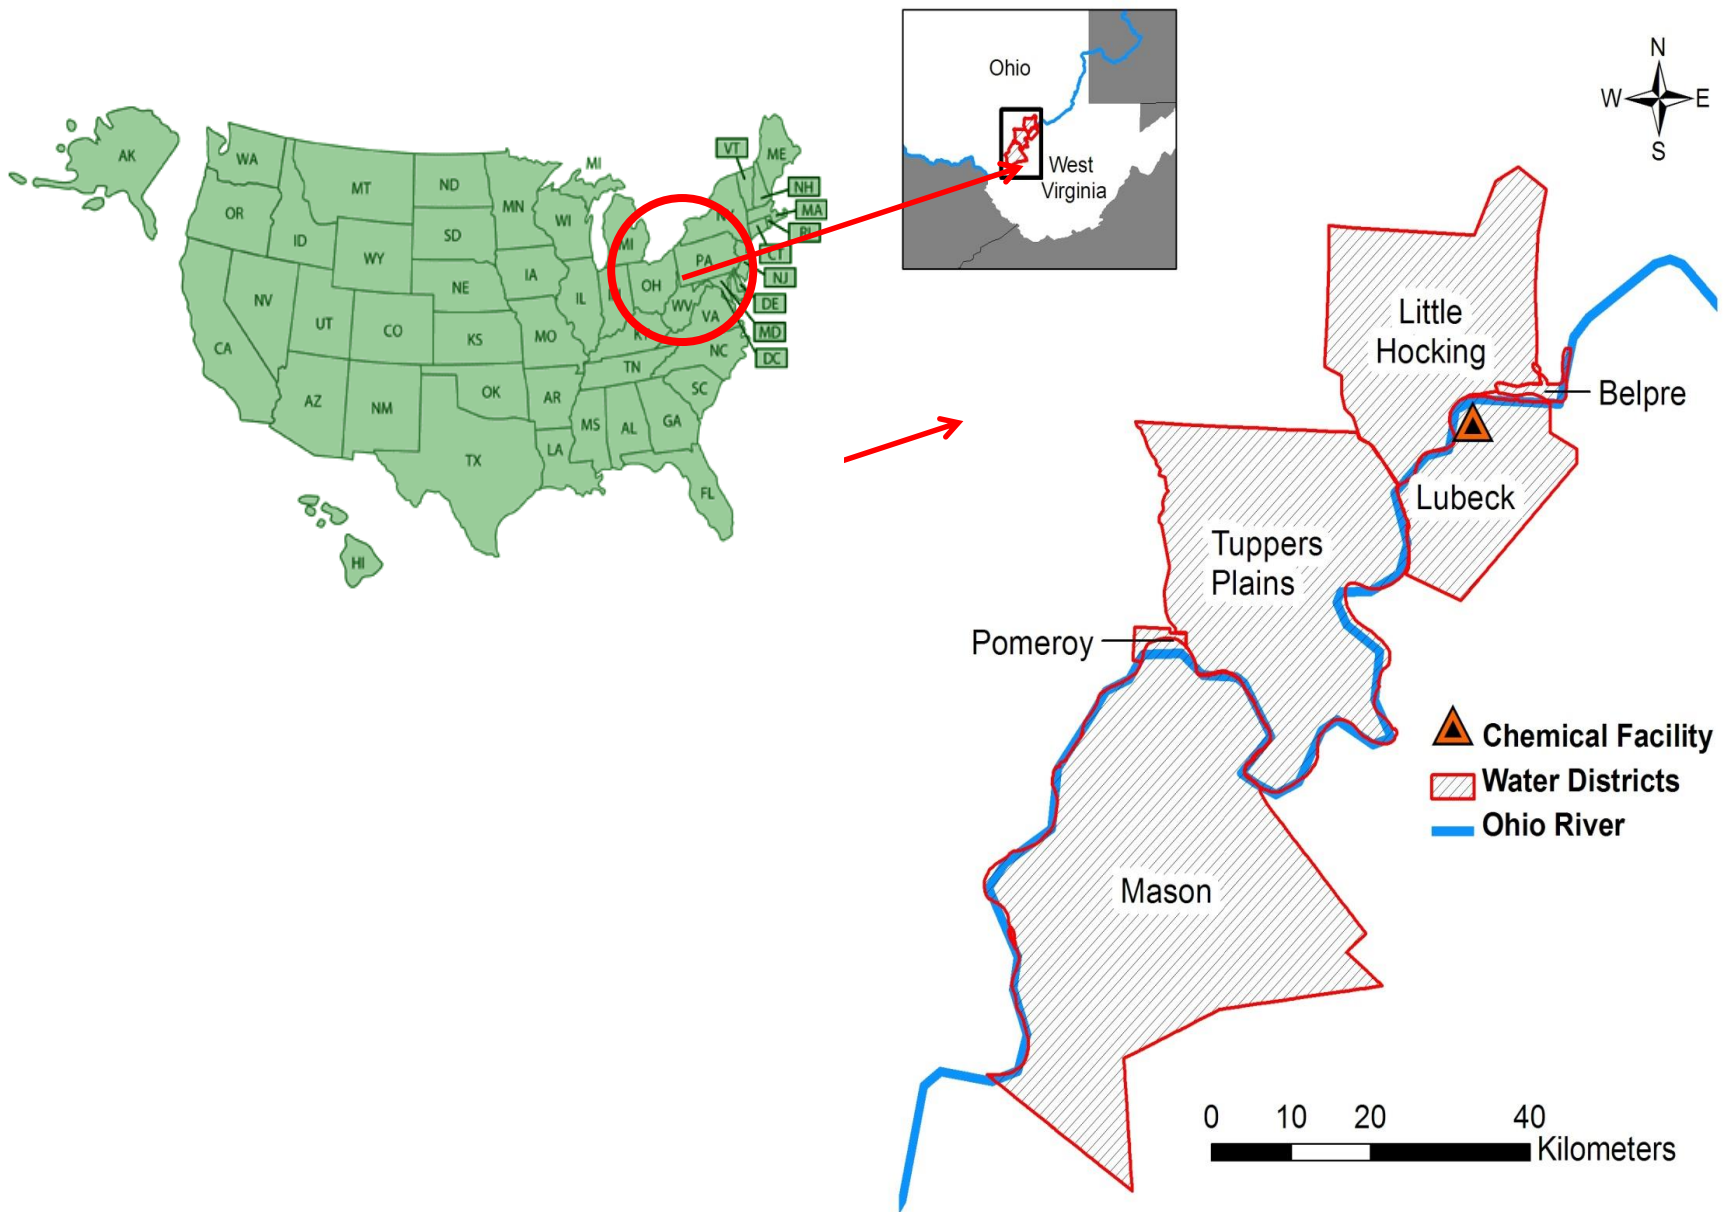 AK
WA
OR
CA
NV
ID
MT
WY
UT
AZ
CO
NM
ND
SD
NE
KS
OK
TX
MN
IA
MO
AR
LA
WI
IL
MI
MI
OH
KY
TN
MS
AL
GA
FL
SC
NC
VA
WV
PA
NY
VT
ME
NH
MA
RI
CT
NJ
DE
MD
DC
HI
Ohio
West
Virginia
N
W
E
S
Little
Hocking
Belpre
Lubeck
Tuppers
Plains
Pomeroy
Mason
Chemical Facility
Water Districts
Ohio River
0 10 20 40
Kilometers